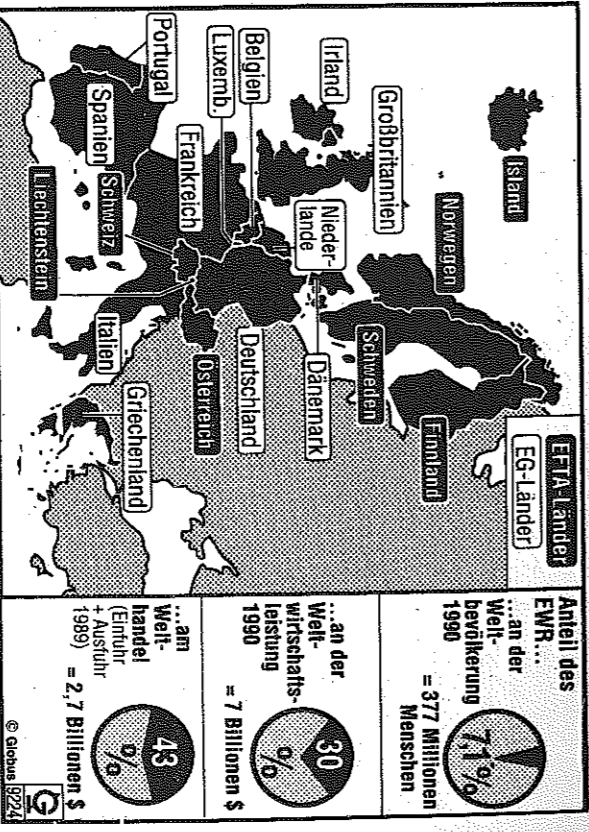 EFTA-Länder
EG-Länder
Island
Norwegen
Finnland
Schweden
Großbritannien
Irland
Dänemark
Nieder-
lande
Belgien
Luxemb.
Deutschland
Frankreich
Österreich
Portugal
Spanien
Schweiz
Liechtenstein
Italien
Griechenland
Anteil des
EWR...
...an der
Welt-
bevölkerung
1990
7,1%
= 377 Millionen
Menschen
...an der
Welt-
wirtschafts-
leistung
1990
30
%
= 7 Billionen $
...am
Welt-
handel
(Einfuhr
+ Ausfuhr
1989)
43
%
= 2,7 Billionen $
G
© Globus 9224